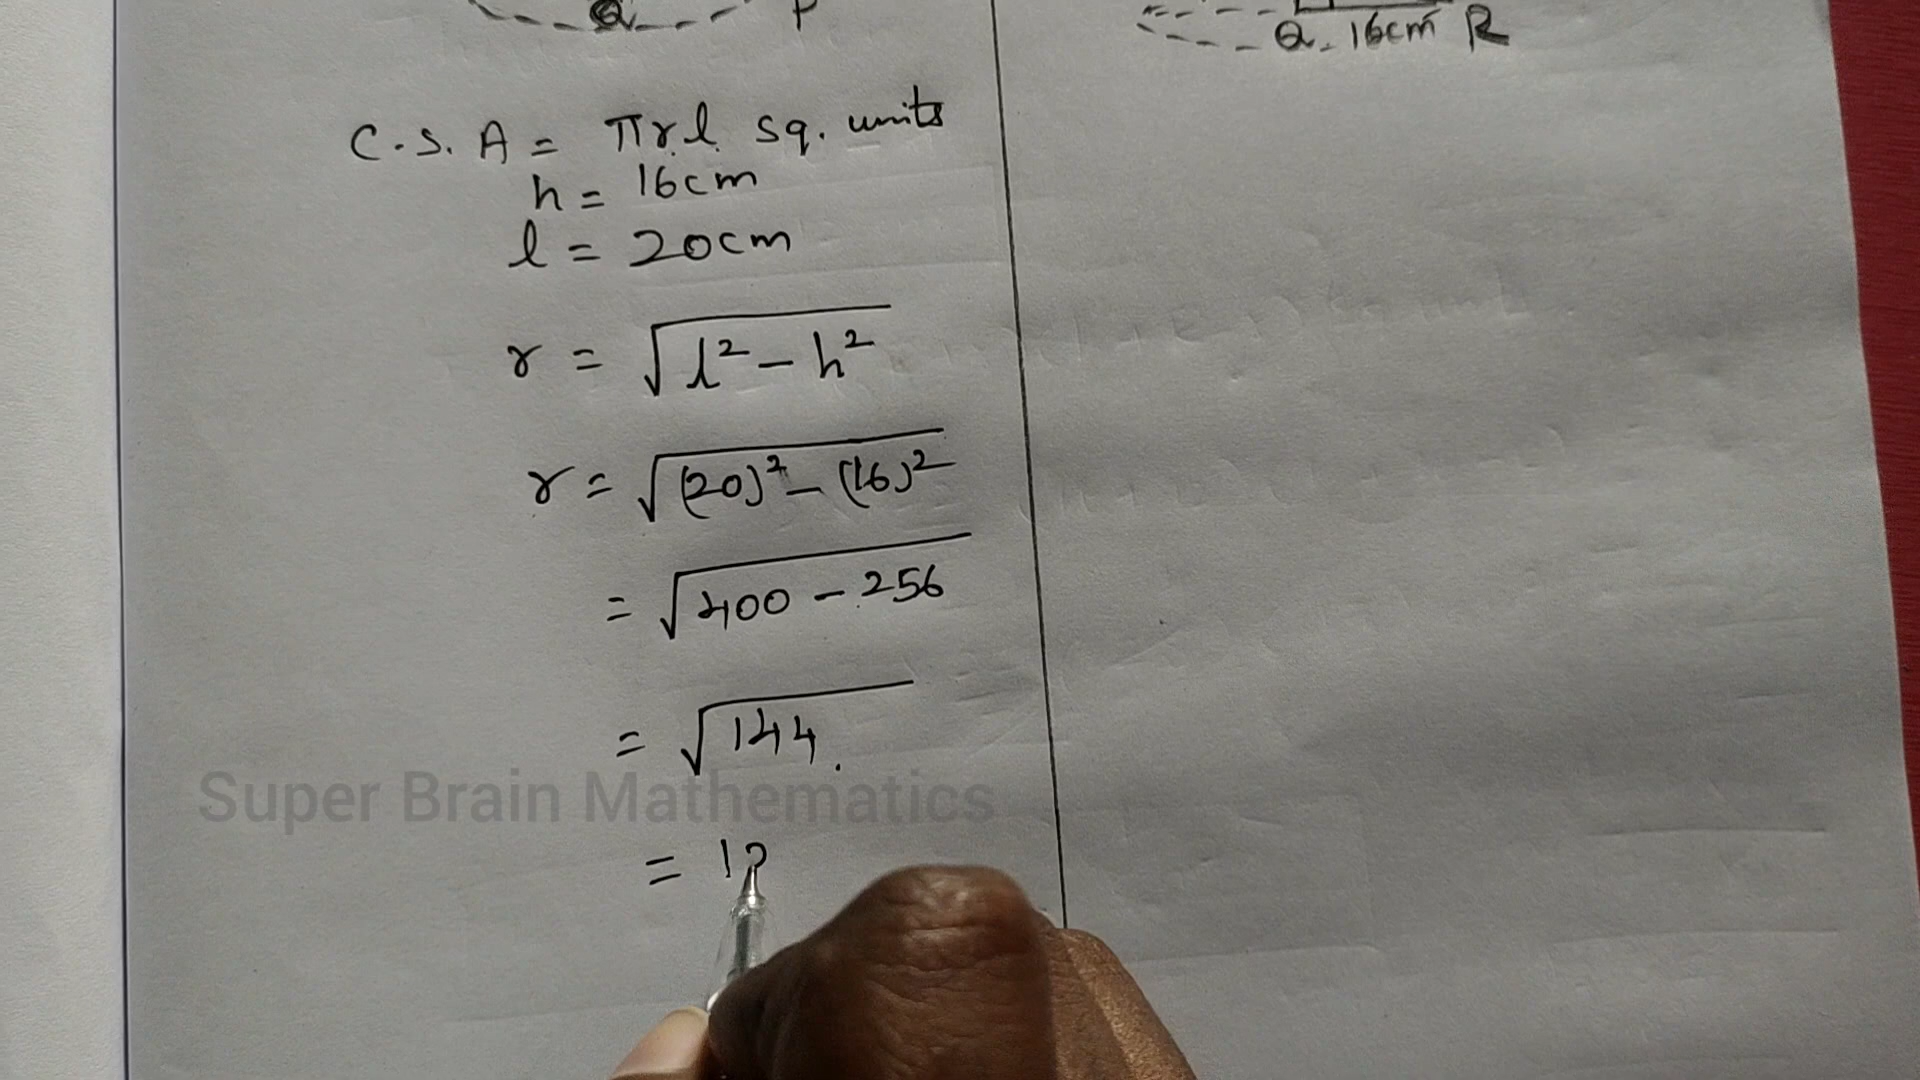 Q P
Q. 16cm R
C.S.A = πrl sq. units
h = 16cm
l = 20cm
r = √l² - h²
r = √(20)² - (16)²
= √400 - 256
= √144.
Super Brain Mathematics
= 12